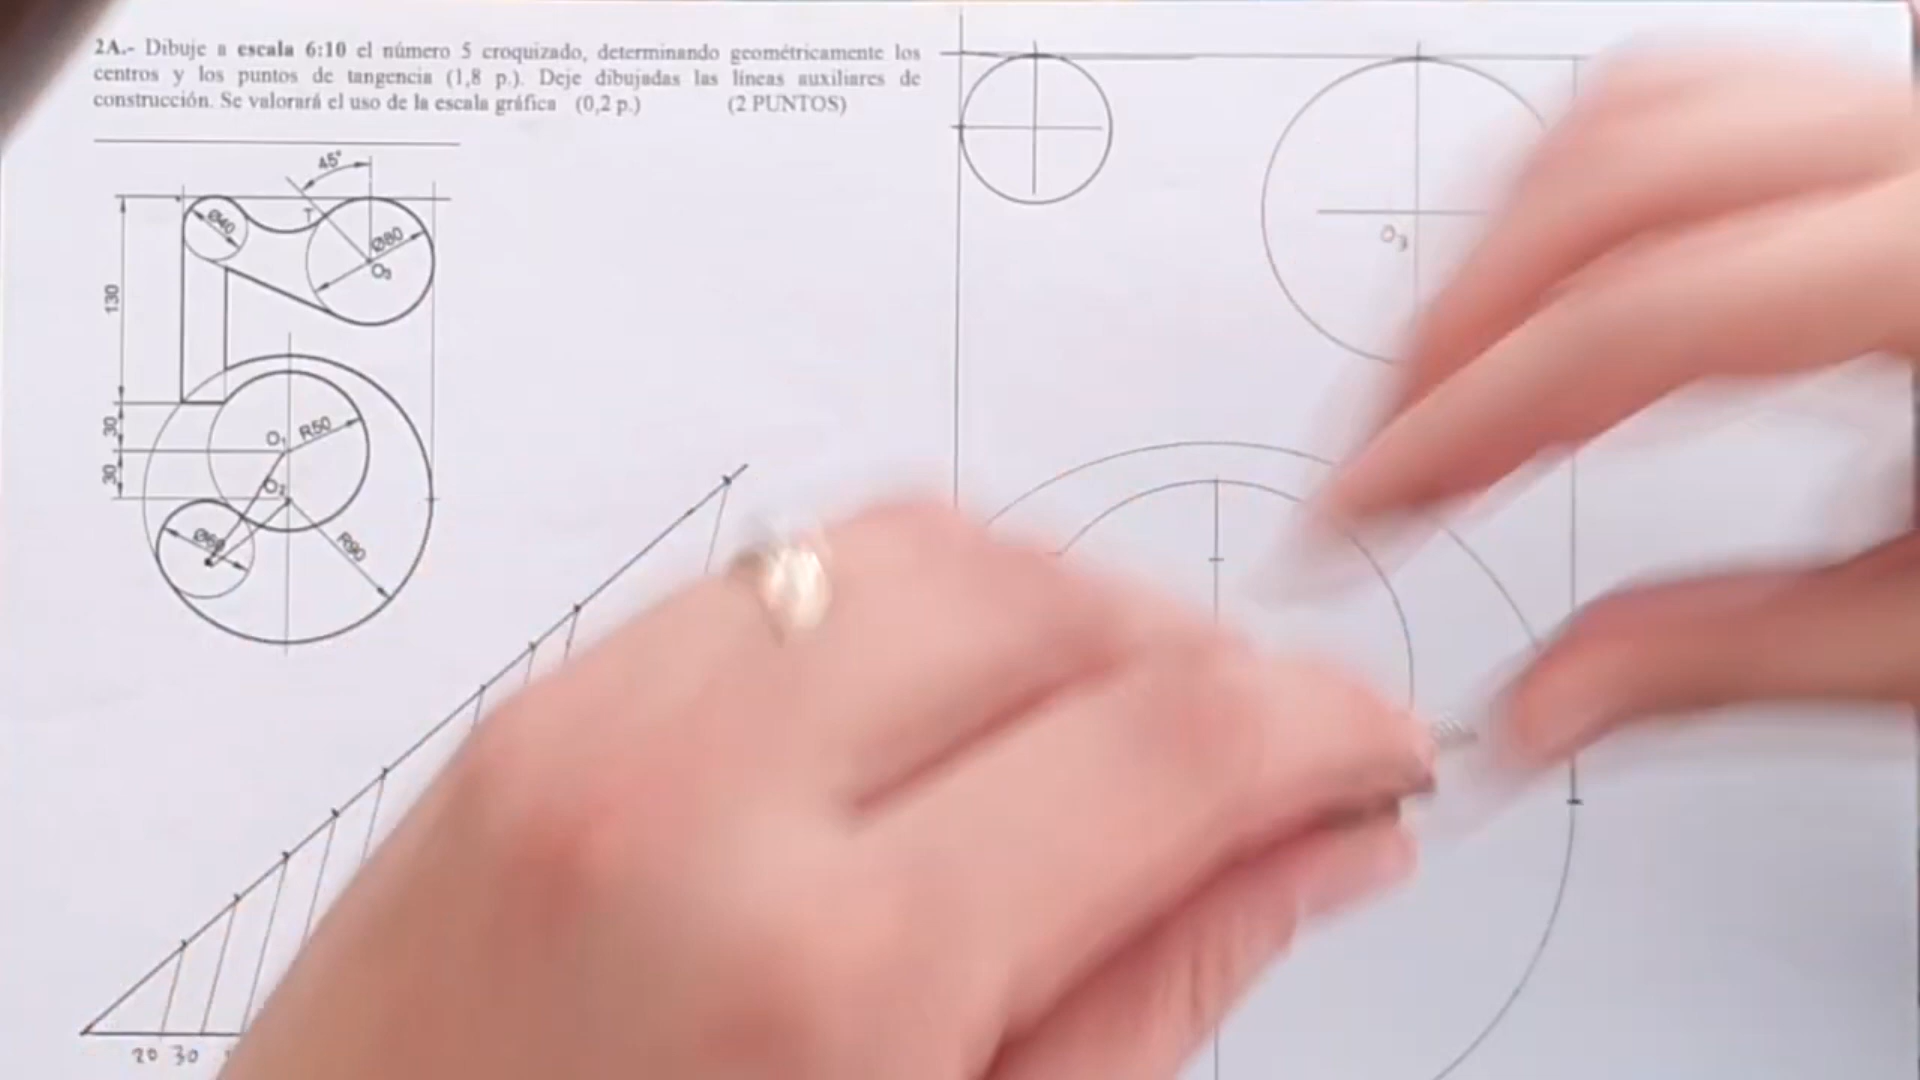 2A.- Dibuje a escala 6:10 el número 5 croquizado, determinando geométricamente los
centros y los puntos de tangencia (1,8 p.). Deje dibujadas las líneas auxiliares de
construcción. Se valorará el uso de la escala gráfica (0,2 p.) (2 PUNTOS)
45°
T
Ø40
Ø80
O₃
O₃
130
30
O₁
R50
30
O₂
Ø60
R90
20 30